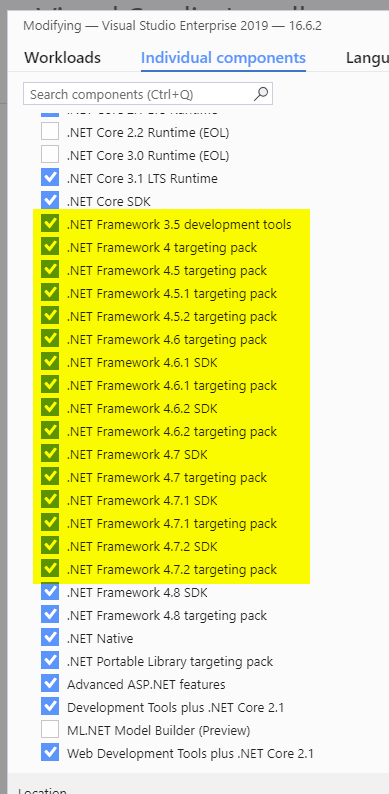 Modifying — Visual Studio Enterprise 2019 — 16.6.2
Workloads Individual components Langu
Search components (Ctrl+Q)
.NET Core 2.2 Runtime (EOL)
.NET Core 3.0 Runtime (EOL)
.NET Core 3.1 LTS Runtime
.NET Core SDK
.NET Framework 3.5 development tools
.NET Framework 4 targeting pack
.NET Framework 4.5 targeting pack
.NET Framework 4.5.1 targeting pack
.NET Framework 4.5.2 targeting pack
.NET Framework 4.6 targeting pack
.NET Framework 4.6.1 SDK
.NET Framework 4.6.1 targeting pack
.NET Framework 4.6.2 SDK
.NET Framework 4.6.2 targeting pack
.NET Framework 4.7 SDK
.NET Framework 4.7 targeting pack
.NET Framework 4.7.1 SDK
.NET Framework 4.7.1 targeting pack
.NET Framework 4.7.2 SDK
.NET Framework 4.7.2 targeting pack
.NET Framework 4.8 SDK
.NET Framework 4.8 targeting pack
.NET Native
.NET Portable Library targeting pack
Advanced ASP.NET features
Development Tools plus .NET Core 2.1
ML.NET Model Builder (Preview)
Web Development Tools plus .NET Core 2.1
Location